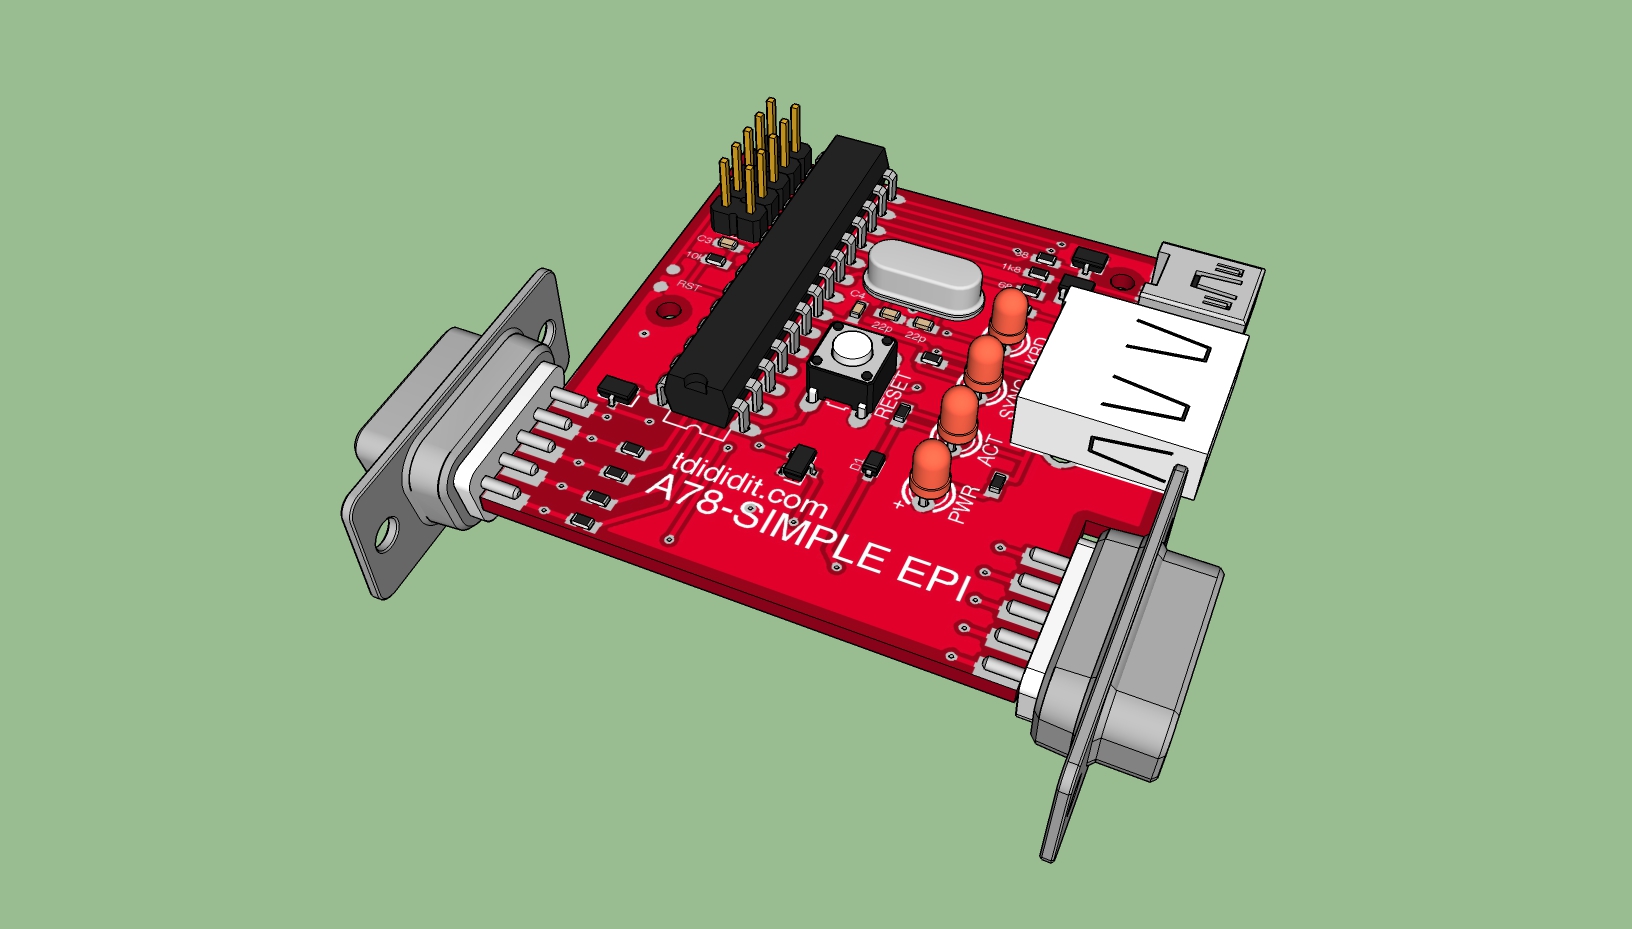 C3
10k
RST
C4
22p
22p
1k8
68
KBD
SYNC
RESET
ACT
D1
+
PWR
tdididit.com
A78-SIMPLE EPI